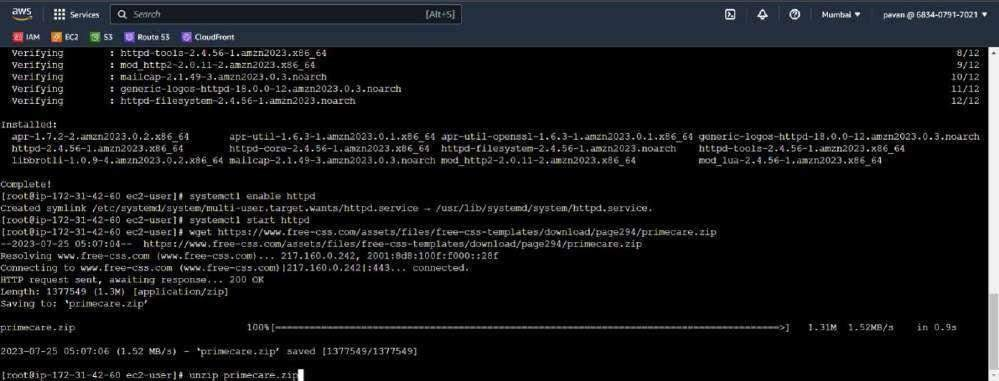 aws
Services
Search
[Alt+S]
Mumbai
pavan @ 6834-0791-7021
IAM EC2 S3 Route 53 CloudFront
Verifying : httpd-tools-2.4.56-1.amzn2023.x86_64 8/12
Verifying : mod_http2-2.0.11-2.amzn2023.x86_64 9/12
Verifying : mailcap-2.1.49-3.amzn2023.0.3.noarch 10/12
Verifying : generic-logos-httpd-18.0.0-12.amzn2023.0.3.noarch 11/12
Verifying : httpd-filesystem-2.4.56-1.amzn2023.noarch 12/12
Installed:
apr-1.7.2-2.amzn2023.0.2.x86_64 apr-util-1.6.3-1.amzn2023.0.1.x86_64 apr-util-openssl-1.6.3-1.amzn2023.0.1.x86_64 generic-logos-httpd-18.0.0-12.amzn2023.0.3.noarch
httpd-2.4.56-1.amzn2023.x86_64 httpd-core-2.4.56-1.amzn2023.x86_64 httpd-filesystem-2.4.56-1.amzn2023.noarch httpd-tools-2.4.56-1.amzn2023.x86_64
libbrotli-1.0.9-4.amzn2023.0.2.x86_64 mailcap-2.1.49-3.amzn2023.0.3.noarch mod_http2-2.0.11-2.amzn2023.x86_64 mod_lua-2.4.56-1.amzn2023.x86_64
Complete!
[root@ip-172-31-42-60 ec2-user]# systemctl enable httpd
Created symlink /etc/systemd/system/multi-user.target.wants/httpd.service → /usr/lib/systemd/system/httpd.service.
[root@ip-172-31-42-60 ec2-user]# systemctl start httpd
[root@ip-172-31-42-60 ec2-user]# wget https://www.free-css.com/assets/files/free-css-templates/download/page294/primecare.zip
--2023-07-25 05:07:04-- https://www.free-css.com/assets/files/free-css-templates/download/page294/primecare.zip
Resolving www.free-css.com (www.free-css.com)... 217.160.0.242, 2001:8d8:100f:f000::28f
Connecting to www.free-css.com (www.free-css.com)|217.160.0.242|:443... connected.
HTTP request sent, awaiting response... 200 OK
Length: 1377549 (1.3M) [application/zip]
Saving to: ‘primecare.zip’
primecare.zip 100%[===================================================================================>] 1.31M 1.52MB/s in 0.9s
2023-07-25 05:07:06 (1.52 MB/s) - ‘primecare.zip’ saved [1377549/1377549]
[root@ip-172-31-42-60 ec2-user]# unzip primecare.zip